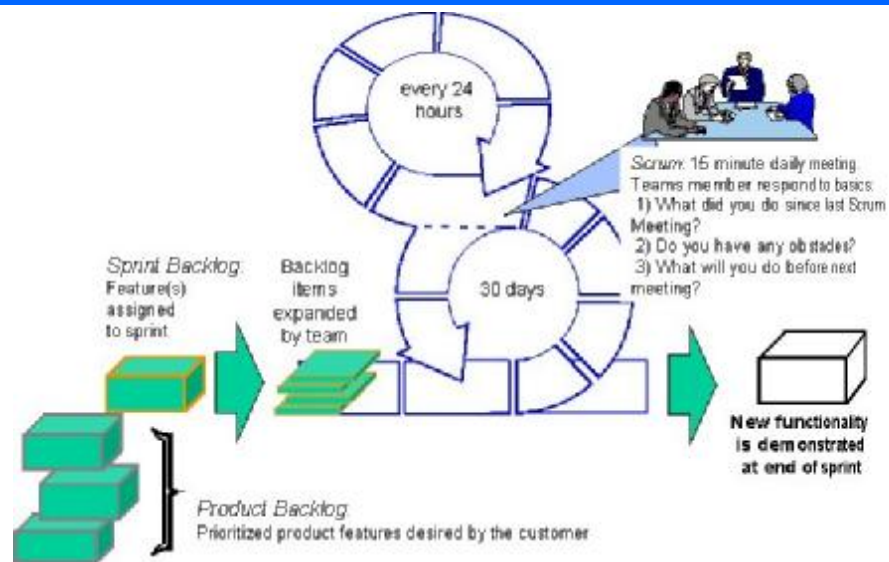 every 24
hours
Scrum: 15 minute daily meeting.
Teams member respond to basics:
1) What did you do since last Scrum
Meeting?
2) Do you have any obstacles?
3) What will you do before next
meeting?
Sprint Backlog:
Feature(s)
assigned
to sprint
Backlog
items
expanded
by team
30 days
New functionality
is demonstrated
at end of sprint
Product Backlog:
Prioritized product features desired by the customer